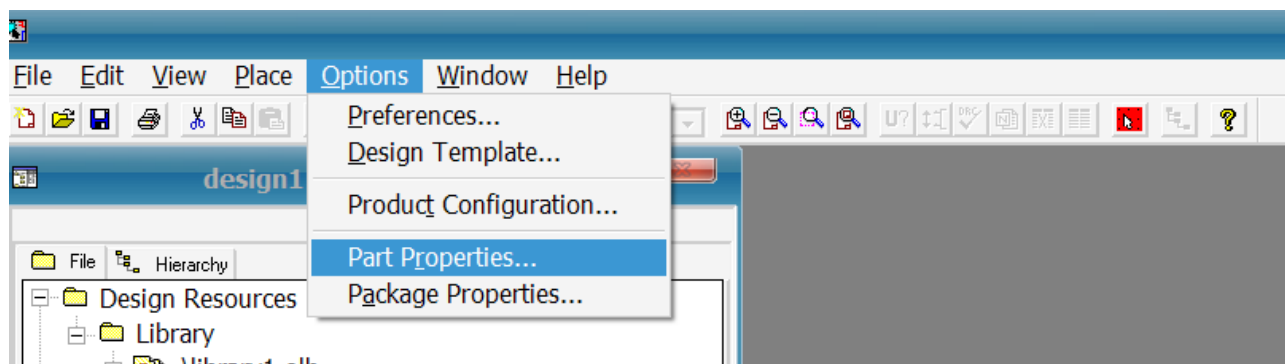 File Edit View Place Options Window Help
Preferences...
Design Template...
U? DRC
design1
Product Configuration...
File Hierarchy
Part Properties...
Design Resources
Package Properties...
Library